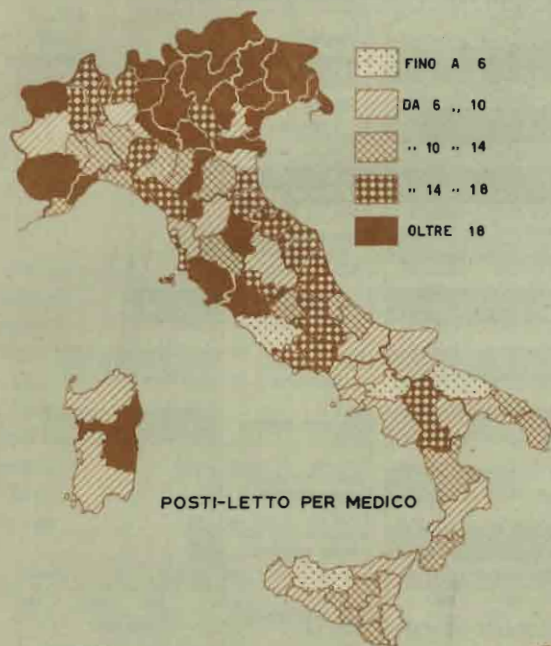 FINO A 6
DA 6 „ 10
„ 10 „ 14
„ 14 „ 18
OLTRE 18
POSTI-LETTO PER MEDICO